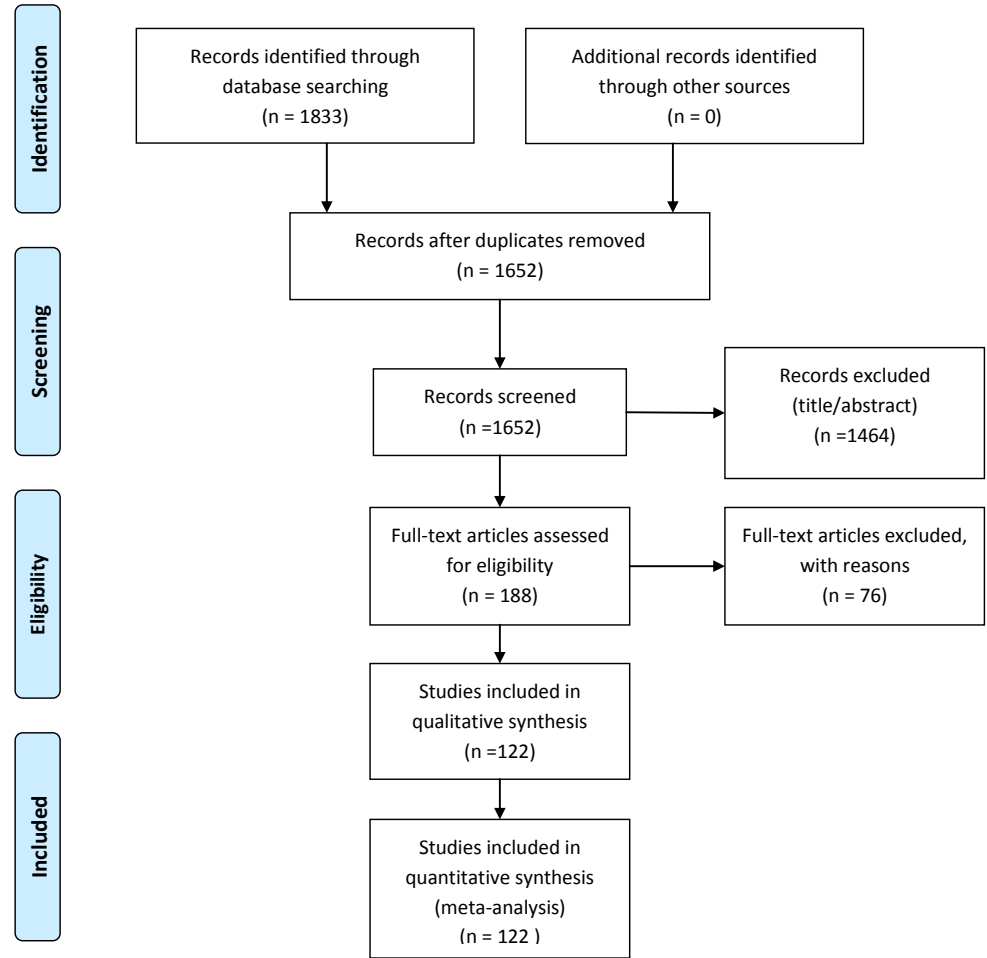 Identification
Records identified through
database searching
(n = 1833)
Additional records identified
through other sources
(n = 0)
Records after duplicates removed
(n = 1652)
Screening
Records screened
(n =1652)
Records excluded
(title/abstract)
(n =1464)
Eligibility
Full-text articles assessed
for eligibility
(n = 188)
Full-text articles excluded,
with reasons
(n = 76)
Studies included in
qualitative synthesis
(n =122)
Included
Studies included in
quantitative synthesis
(meta-analysis)
(n = 122 )